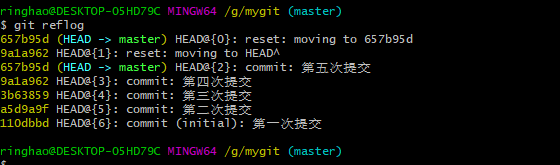 ringhao@DESKTOP-O5HD79C MINGW64 /g/mygit (master)
$ git reflog
657b95d (HEAD -> master) HEAD@{0}: reset: moving to 657b95d
9a1a962 HEAD@{1}: reset: moving to HEAD^
657b95d (HEAD -> master) HEAD@{2}: commit: 第五次提交
9a1a962 HEAD@{3}: commit: 第四次提交
3b63859 HEAD@{4}: commit: 第三次提交
a5d9a9f HEAD@{5}: commit: 第二次提交
110dbbd HEAD@{6}: commit (initial): 第一次提交
ringhao@DESKTOP-O5HD79C MINGW64 /g/mygit (master)